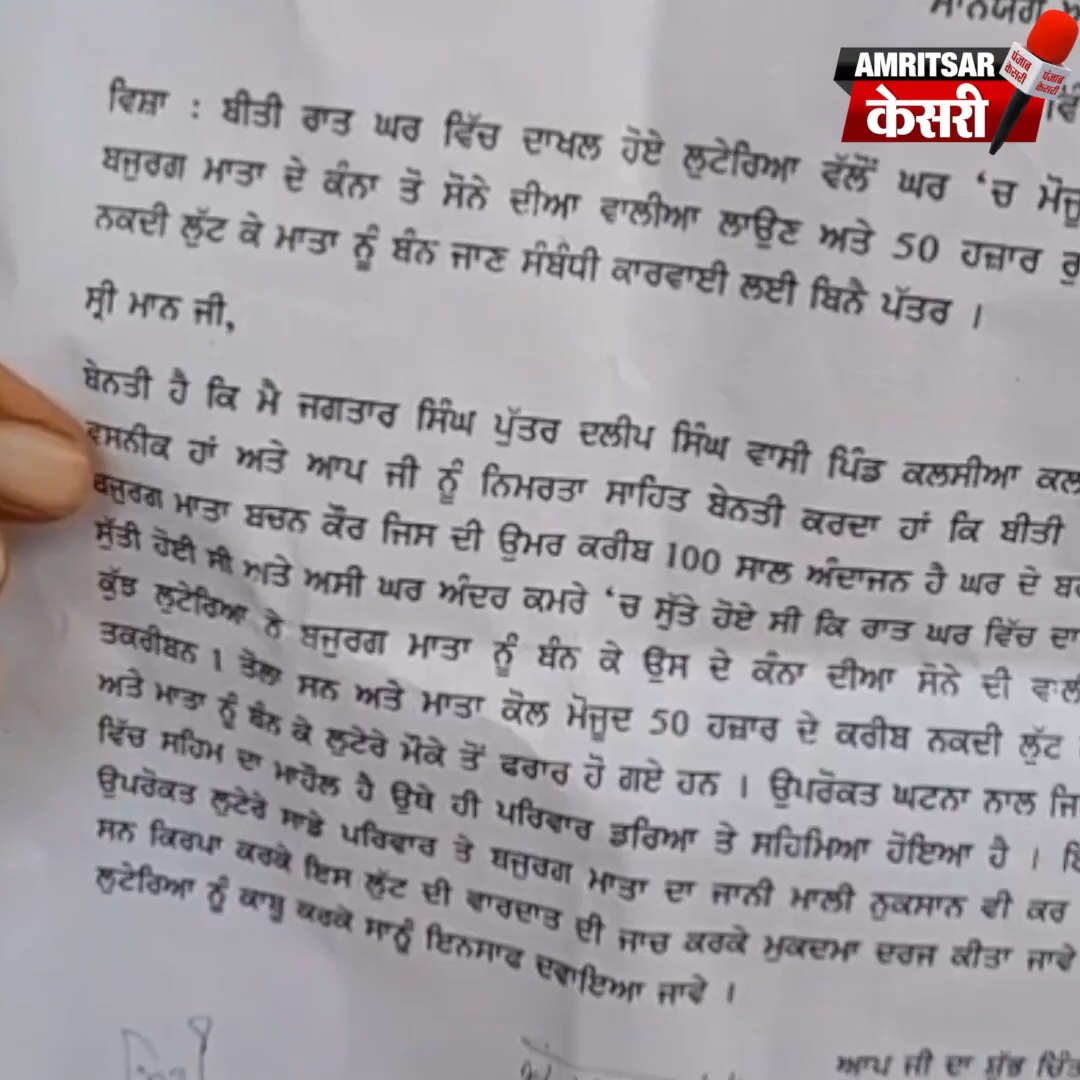 AMRITSAR
ਕੇਸਰੀ
ਪੰਜਾਬ ਕੇਸਰੀ
ਵਿਸ਼ਾ : ਬੀਤੀ ਰਾਤ ਘਰ ਵਿੱਚ ਦਾਖਲ ਹੋਏ ਲੁਟੇਰਿਆ ਵੱਲੋਂ ਘਰ ‘ਚ ਮੋਜੂ
ਬਜੁਰਗ ਮਾਤਾ ਦੇ ਕੰਨਾ ਤੋ ਸੋਨੇ ਦੀਆ ਵਾਲੀਆ ਲਾਉਣ ਅਤੇ 50 ਹਜ਼ਾਰ ਰੁ
ਨਕਦੀ ਲੁੱਟ ਕੇ ਮਾਤਾ ਨੂੰ ਬੰਨ ਜਾਣ ਸੰਬੰਧੀ ਕਾਰਵਾਈ ਲਈ ਬਿਨੈ ਪੱਤਰ ।
ਸ੍ਰੀ ਮਾਨ ਜੀ,
ਬੇਨਤੀ ਹੈ ਕਿ ਮੈ ਜਗਤਾਰ ਸਿੰਘ ਪੁੱਤਰ ਦਲੀਪ ਸਿੰਘ ਵਾਸੀ ਪਿੰਡ ਕਲਸੀਆ ਕਲ
ਵਸਨੀਕ ਹਾਂ ਅਤੇ ਆਪ ਜੀ ਨੂੰ ਨਿਮਰਤਾ ਸਾਹਿਤ ਬੇਨਤੀ ਕਰਦਾ ਹਾਂ ਕਿ ਬੀਤੀ
ਬਜੁਰਗ ਮਾਤਾ ਬਚਨ ਕੌਰ ਜਿਸ ਦੀ ਉਮਰ ਕਰੀਬ 100 ਸਾਲ ਅੰਦਾਜਨ ਹੈ ਘਰ ਦੇ ਬਰ
ਸੁੱਤੀ ਹੋਈ ਸੀ ਅਤੇ ਅਸੀ ਘਰ ਅੰਦਰ ਕਮਰੇ ‘ਚ ਸੁੱਤੇ ਹੋਏ ਸੀ ਕਿ ਰਾਤ ਘਰ ਵਿੱਚ ਦਾ
ਕੁੱਝ ਲੁਟੇਰਿਆ ਨੇ ਬਜੁਰਗ ਮਾਤਾ ਨੂੰ ਬੰਨ ਕੇ ਉਸ ਦੇ ਕੰਨਾ ਦੀਆ ਸੋਨੇ ਦੀ ਵਾਲੀ
ਤਕਰੀਬਨ 1 ਤੋਲਾ ਸਨ ਅਤੇ ਮਾਤਾ ਕੋਲ ਮੋਜੂਦ 50 ਹਜ਼ਾਰ ਦੇ ਕਰੀਬ ਨਕਦੀ ਲੁੱਟ
ਅਤੇ ਮਾਤਾ ਨੂੰ ਬੰਨ ਕੇ ਲੁਟੇਰੇ ਮੌਕੇ ਤੋਂ ਫਰਾਰ ਹੋ ਗਏ ਹਨ । ਉਪਰੋਕਤ ਘਟਨਾ ਨਾਲ ਜਿ
ਵਿੱਚ ਸਹਿਮ ਦਾ ਮਾਹੌਲ ਹੈ ਉਥੇ ਹੀ ਪਰਿਵਾਰ ਡਰਿਆ ਤੇ ਸਹਿਮਿਆ ਹੋਇਆ ਹੈ ।
ਉਪਰੋਕਤ ਲੁਟੇਰੇ ਸਾਡੇ ਪਰਿਵਾਰ ਤੇ ਬਜੁਰਗ ਮਾਤਾ ਦਾ ਜਾਨੀ ਮਾਲੀ ਨੁਕਸਾਨ ਵੀ ਕਰ
ਸਨ ਕਿਰਪਾ ਕਰਕੇ ਇਸ ਲੁੱਟ ਦੀ ਵਾਰਦਾਤ ਦੀ ਜਾਚ ਕਰਕੇ ਮੁਕਦਮਾ ਦਰਜ ਕੀਤਾ ਜਾਵੇ
ਲੁਟੇਰਿਆ ਨੂੰ ਕਾਬੂ ਕਰਕੇ ਸਾਨੂੰ ਇਨਸਾਫ ਦਵਾਇਆ ਜਾਵੇ ।
ਆਪ ਜੀ ਦਾ ਸ਼ੁੱਭ ਚਿੰਤ